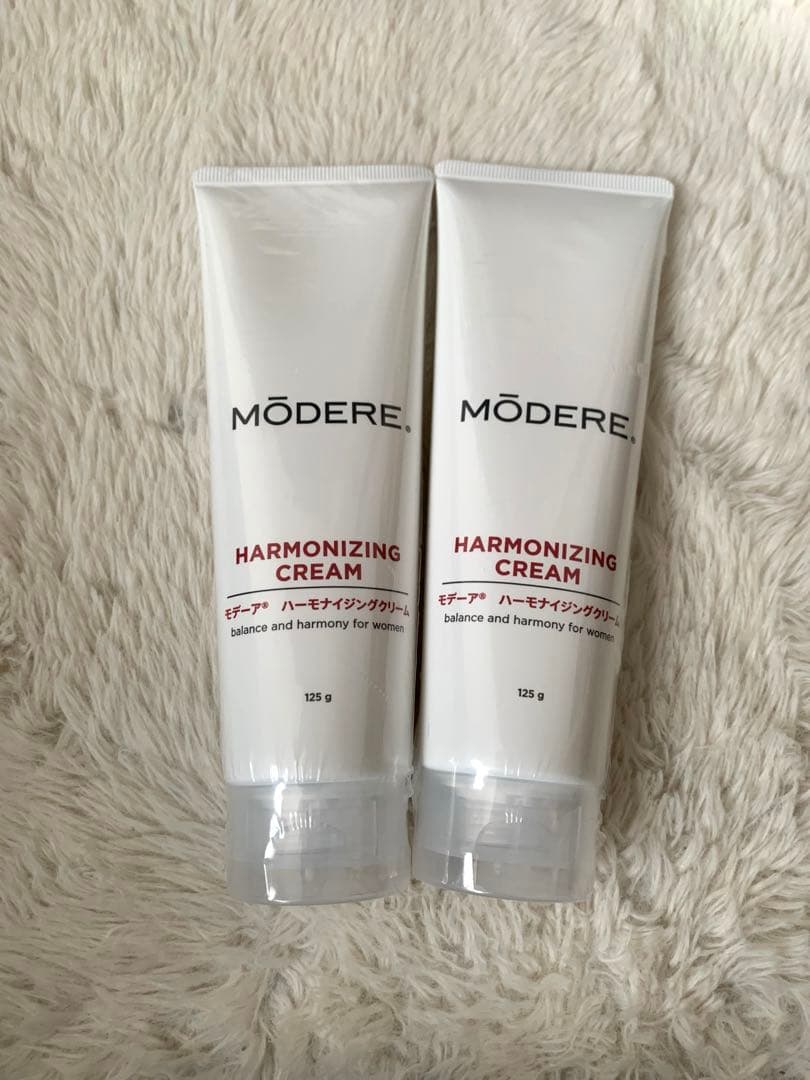 MŌDERE®
HARMONIZING
CREAM
モデーア® ハーモナイジングクリーム
balance and harmony for women
125 g
MŌDERE®
HARMONIZING
CREAM
モデーア® ハーモナイジングクリーム
balance and harmony for women
125 g